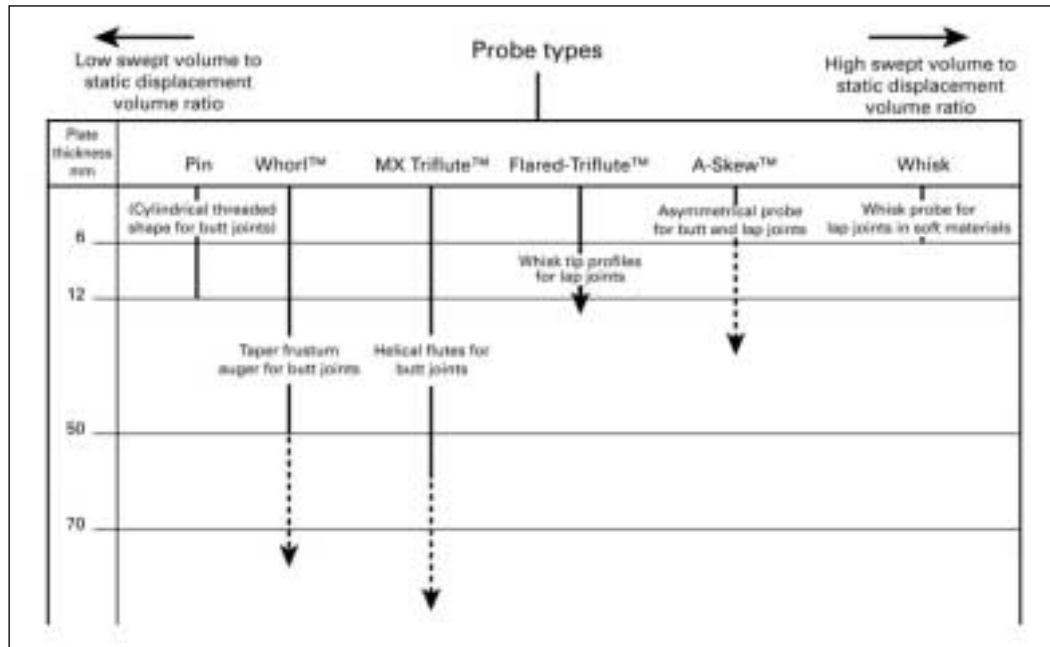 Probe types
Low swept volume to
static displacement
volume ratio
High swept volume to
static displacement
volume ratio
Plate
thickness
mm
Pin
Whorl™
MX Triflute™
Flared-Triflute™
A-Skew™
Whisk
(Cylindrical threaded
shape for butt joints)
Asymmetrical probe
for butt and lap joints
Whisk probe for
lap joints in soft materials
6
Whisk tip profiles
for lap joints
12
Taper frustum
auger for butt joints
Helical flutes for
butt joints
50
70